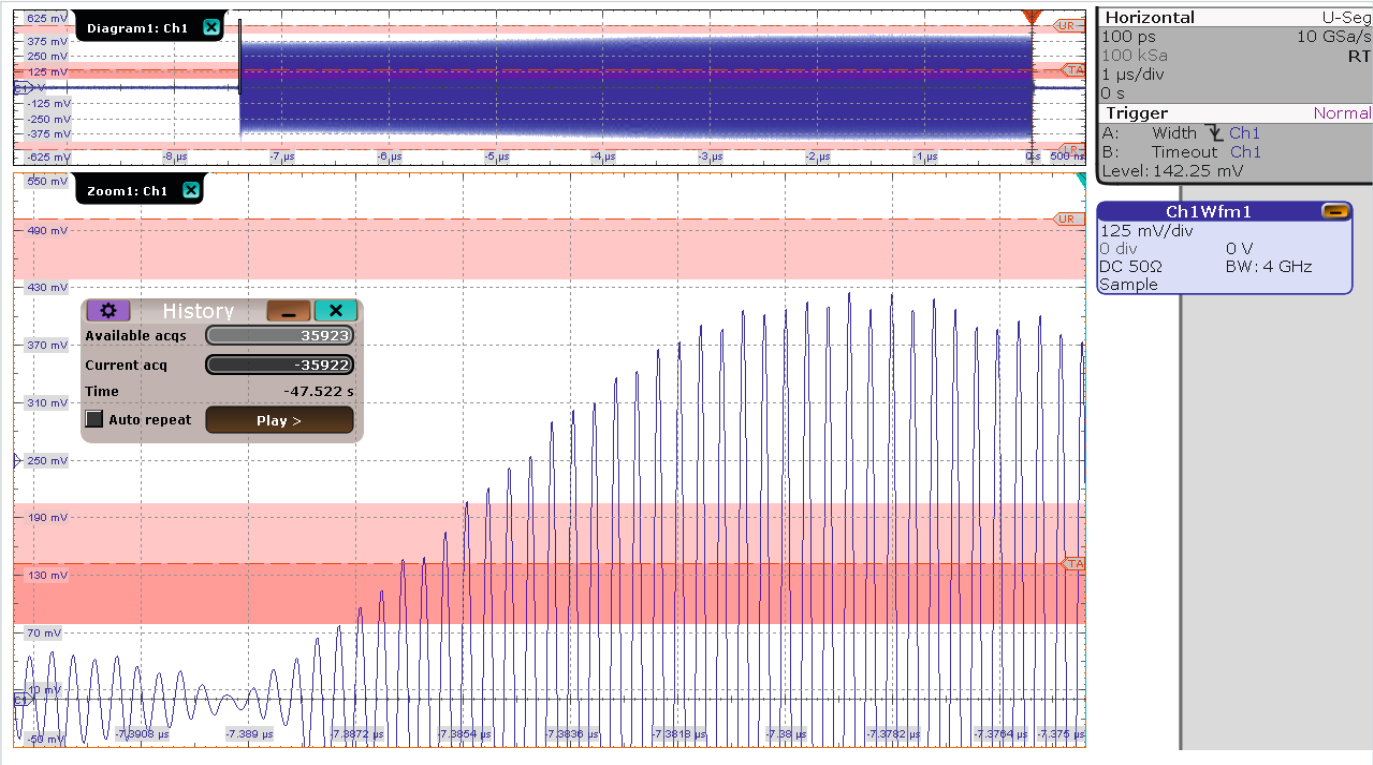 625 mV
Diagram1: Ch1
UR
375 mV
250 mV
125 mV
TA
C1
V
-125 mV
-250 mV
-375 mV
-625 mV
-8 µs
-7 µs
-6 µs
-5 µs
-4 µs
-3 µs
-2 µs
-1 µs
0 s
500 ns
LR
Horizontal U-Seg
100 ps 10 GSa/s
100 kSa RT
1 µs/div
0 s
Trigger Normal
A: Width Ch1
B: Timeout Ch1
Level: 142.25 mV
Ch1Wfm1
125 mV/div
0 div 0 V
DC 50Ω BW: 4 GHz
Sample
550 mV
Zoom1: Ch1
UR
490 mV
430 mV
History
Available acqs 35923
Current acq -35922
Time -47.522 s
Auto repeat Play >
370 mV
310 mV
250 mV
190 mV
TA
130 mV
70 mV
10 mV
C1
-50 mV
-7.3908 µs
-7.389 µs
-7.3872 µs
-7.3854 µs
-7.3836 µs
-7.3818 µs
-7.38 µs
-7.3782 µs
-7.3764 µs
-7.375 µs